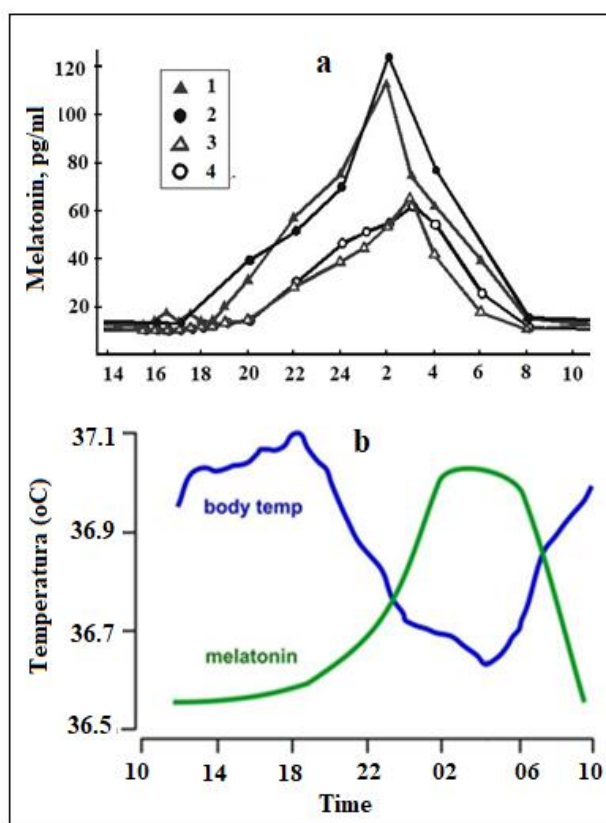 a
Melatonin, pg/ml
120
100
80
60
40
20
1
2
3
4
14 16 18 20 22 24 2 4 6 8 10
b
Temperatura (oC)
37.1
36.9
36.7
36.5
body temp
melatonin
10 14 18 22 02 06 10
Time